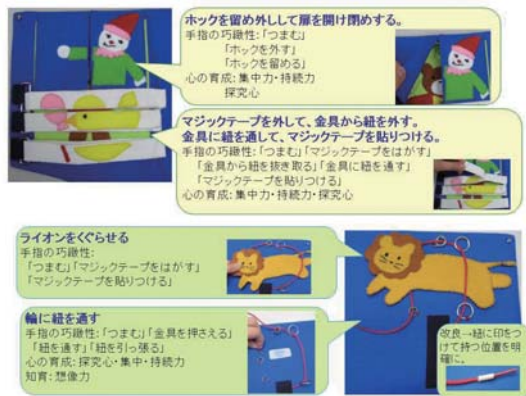 ホックを留め外しして扉を開け閉めする。
手指の巧緻性:「つまむ」
「ホックを外す」
「ホックを留める」
心の育成: 集中力・持続力
探究心
マジックテープを外して、金具から紐を外す。
金具に紐を通して、マジックテープを貼りつける。
手指の巧緻性:「つまむ」「マジックテープをはがす」
「金具から紐を抜き取る」「金具に紐を通す」
「マジックテープを貼りつける」
心の育成: 集中力・持続力・探究心
ライオンをくぐらせる
手指の巧緻性:
「つまむ」「マジックテープをはがす」
「マジックテープを貼りつける」
輪に紐を通す
手指の巧緻性:「つまむ」「金具を押さえる」
「紐を通す」「紐を引っ張る」
心の育成: 探究心・集中・持続力
知育: 想像力
改良→紐に印をつ
けて持つ位置を明
確に。